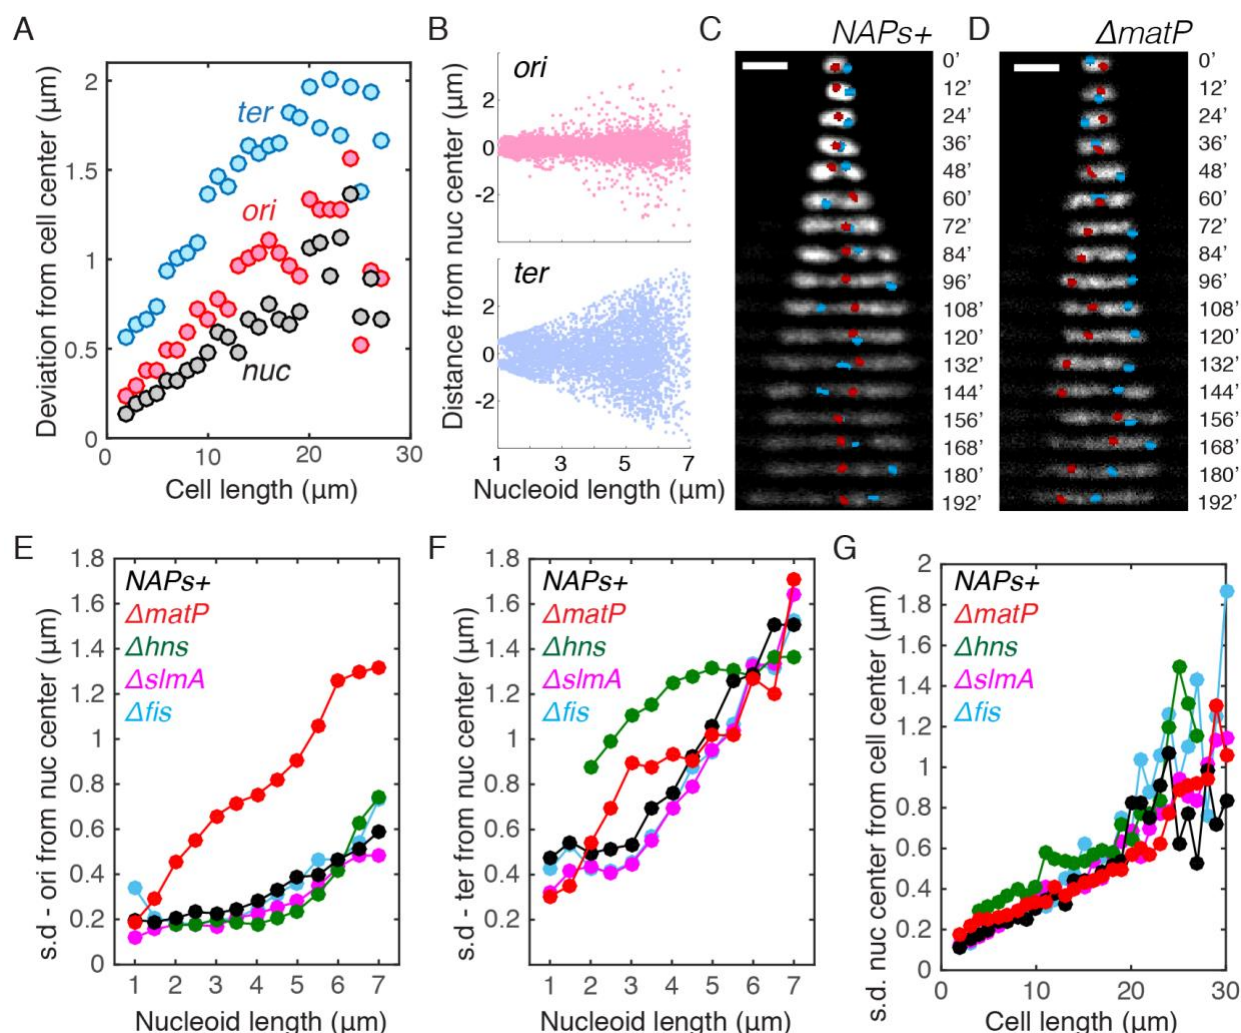 A
Deviation from cell center (µm)
2
1.5
1
0.5
0
ter
ori
nuc
0
10
20
30
Cell length (µm)
B
Distance from nuc center (µm)
ori
2
0
-2
ter
2
0
-2
1
3
5
7
Nucleoid length (µm)
C
NAPs+
0'
12'
24'
36'
48'
60'
72'
84'
96'
108'
120'
132'
144'
156'
168'
180'
192'
D
ΔmatP
0'
12'
24'
36'
48'
60'
72'
84'
96'
108'
120'
132'
144'
156'
168'
180'
192'
E
s.d - ori from nuc center (µm)
1.8
1.6
1.4
1.2
1
0.8
0.6
0.4
0.2
0
NAPs+
ΔmatP
Δhns
ΔslmA
Δfis
1 2 3 4 5 6 7
Nucleoid length (µm)
F
s.d - ter from nuc center (µm)
1.8
1.6
1.4
1.2
1
0.8
0.6
0.4
0.2
NAPs+
ΔmatP
Δhns
ΔslmA
Δfis
1 2 3 4 5 6 7
Nucleoid length (µm)
G
s.d. nuc center from cell center (µm)
2
1.8
1.6
1.4
1.2
1
0.8
0.6
0.4
0.2
0
NAPs+
ΔmatP
Δhns
ΔslmA
Δfis
0 10 20 30
Cell length (µm)